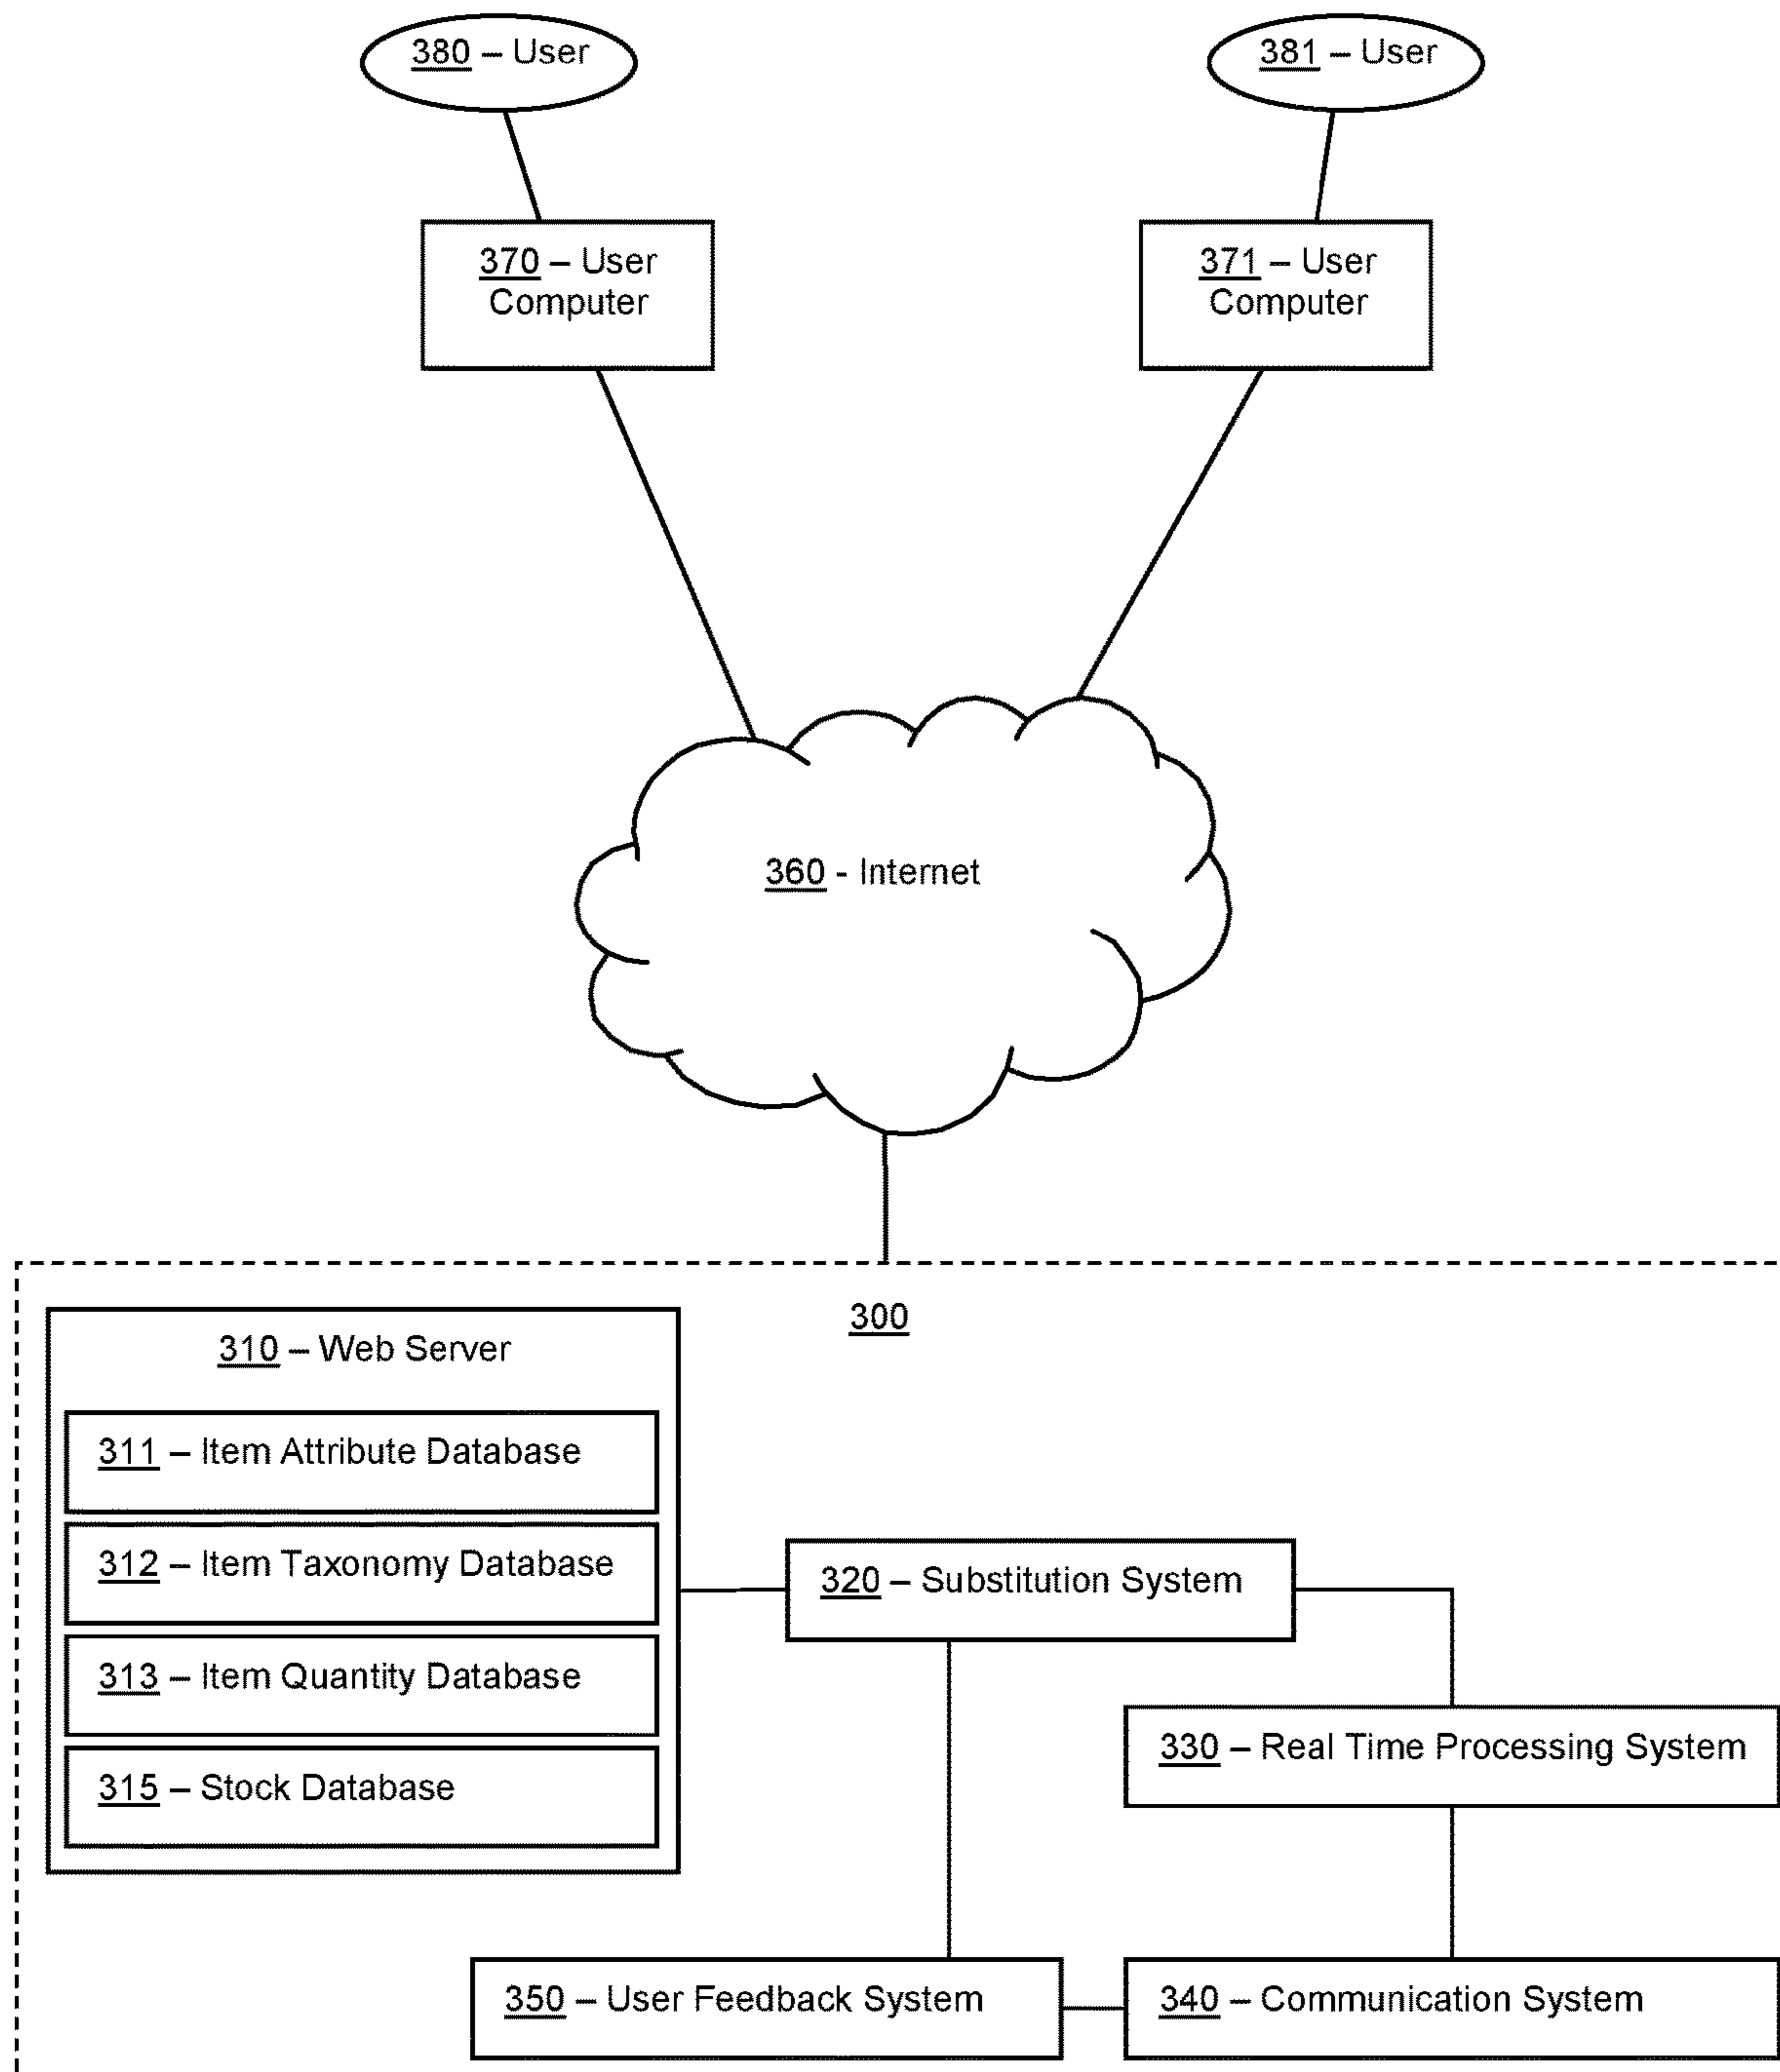 380 – User
381 – User
370 – User
Computer
371 – User
Computer
360 - Internet
300
310 – Web Server
311 – Item Attribute Database
312 – Item Taxonomy Database
313 – Item Quantity Database
315 – Stock Database
320 – Substitution System
330 – Real Time Processing System
350 – User Feedback System
340 – Communication System